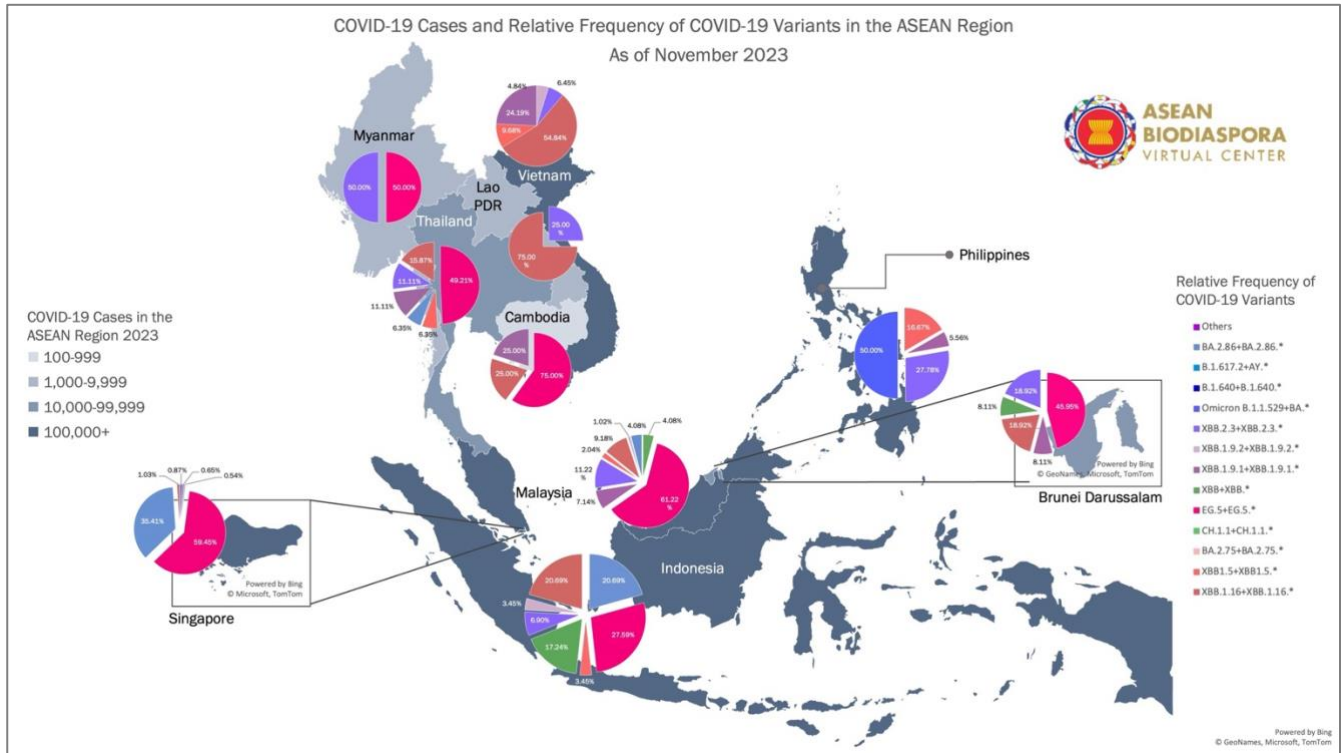 COVID-19 Cases and Relative Frequency of COVID-19 Variants in the ASEAN Region
As of November 2023
ASEAN
BIODIASPORA
VIRTUAL CENTER
4.84%
6.45%
24.19%
9.68%
54.84%
Vietnam
Myanmar
50.00%
50.00%
Lao
PDR
25.00
%
75.00
%
Thailand
15.87%
49.21%
11.11%
11.11%
6.35%
6.35%
Cambodia
25.00%
75.00%
25.00%
Philippines
50.00%
16.67%
5.56%
27.78%
COVID-19 Cases in the
ASEAN Region 2023
100-999
1,000-9,999
10,000-99,999
100,000+
Relative Frequency of
COVID-19 Variants
Others
BA.2.86+BA.2.86.*
B.1.617.2+AY.*
B.1.640+B.1.640.*
Omicron B.1.1.529+BA.*
XBB.2.3+XBB.2.3.*
XBB.1.9.2+XBB.1.9.2.*
XBB.1.9.1+XBB.1.9.1.*
XBB+XBB.*
EG.5+EG.5.*
CH.1.1+CH.1.1.*
BA.2.75+BA.2.75.*
XBB1.5+XBB1.5.*
XBB.1.16+XBB.1.16.*
18.92%
45.95%
8.11%
18.92%
8.11%
Powered by Bing
© GeoNames, Microsoft, TomTom
Brunei Darussalam
Malaysia
1.02%
4.08%
4.08%
9.18%
2.04%
11.22
%
7.14%
61.22
%
1.03%
0.87%
0.65%
0.54%
35.41%
59.45%
Powered by Bing
© Microsoft, TomTom
Singapore
Indonesia
20.69%
20.69%
3.45%
6.90%
27.59%
17.24%
3.45%
Powered by Bing
© GeoNames, Microsoft, TomTom